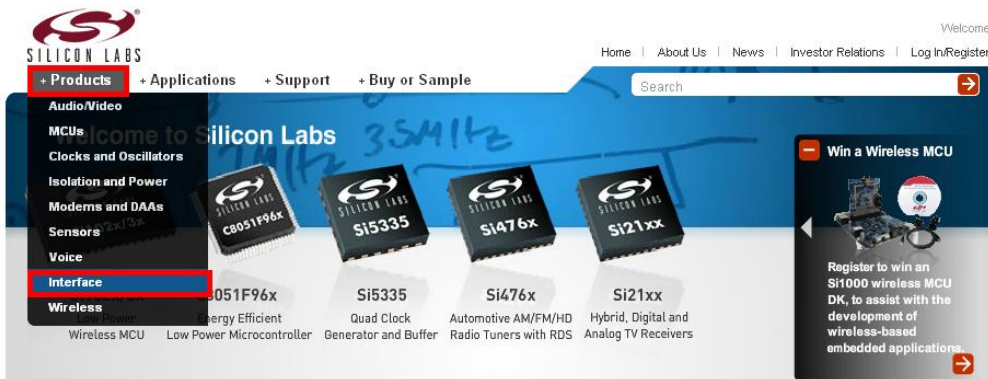 SILICON LABS
Welcome
Home | About Us | News | Investor Relations | Log In/Register
+ Products + Applications + Support + Buy or Sample
Search
Audio/Video
MCUs
Clocks and Oscillators
Isolation and Power
Modems and DAAs
Sensors
Voice
Interface
Wireless
Welcome to Silicon Labs
3.5MHz
SILICON LABS
C8051F96x
SILICON LABS
Si5335
SILICON LABS
Si476x
SILICON LABS
Si21xx
C8051F96x
Energy Efficient
Low Power Microcontroller
Low Power
Wireless MCU
Si5335
Quad Clock
Generator and Buffer
Si476x
Automotive AM/FM/HD
Radio Tuners with RDS
Si21xx
Hybrid, Digital and
Analog TV Receivers
Win a Wireless MCU
Register to win an
Si1000 wireless MCU
DK, to assist with the
development of
wireless-based
embedded applications.